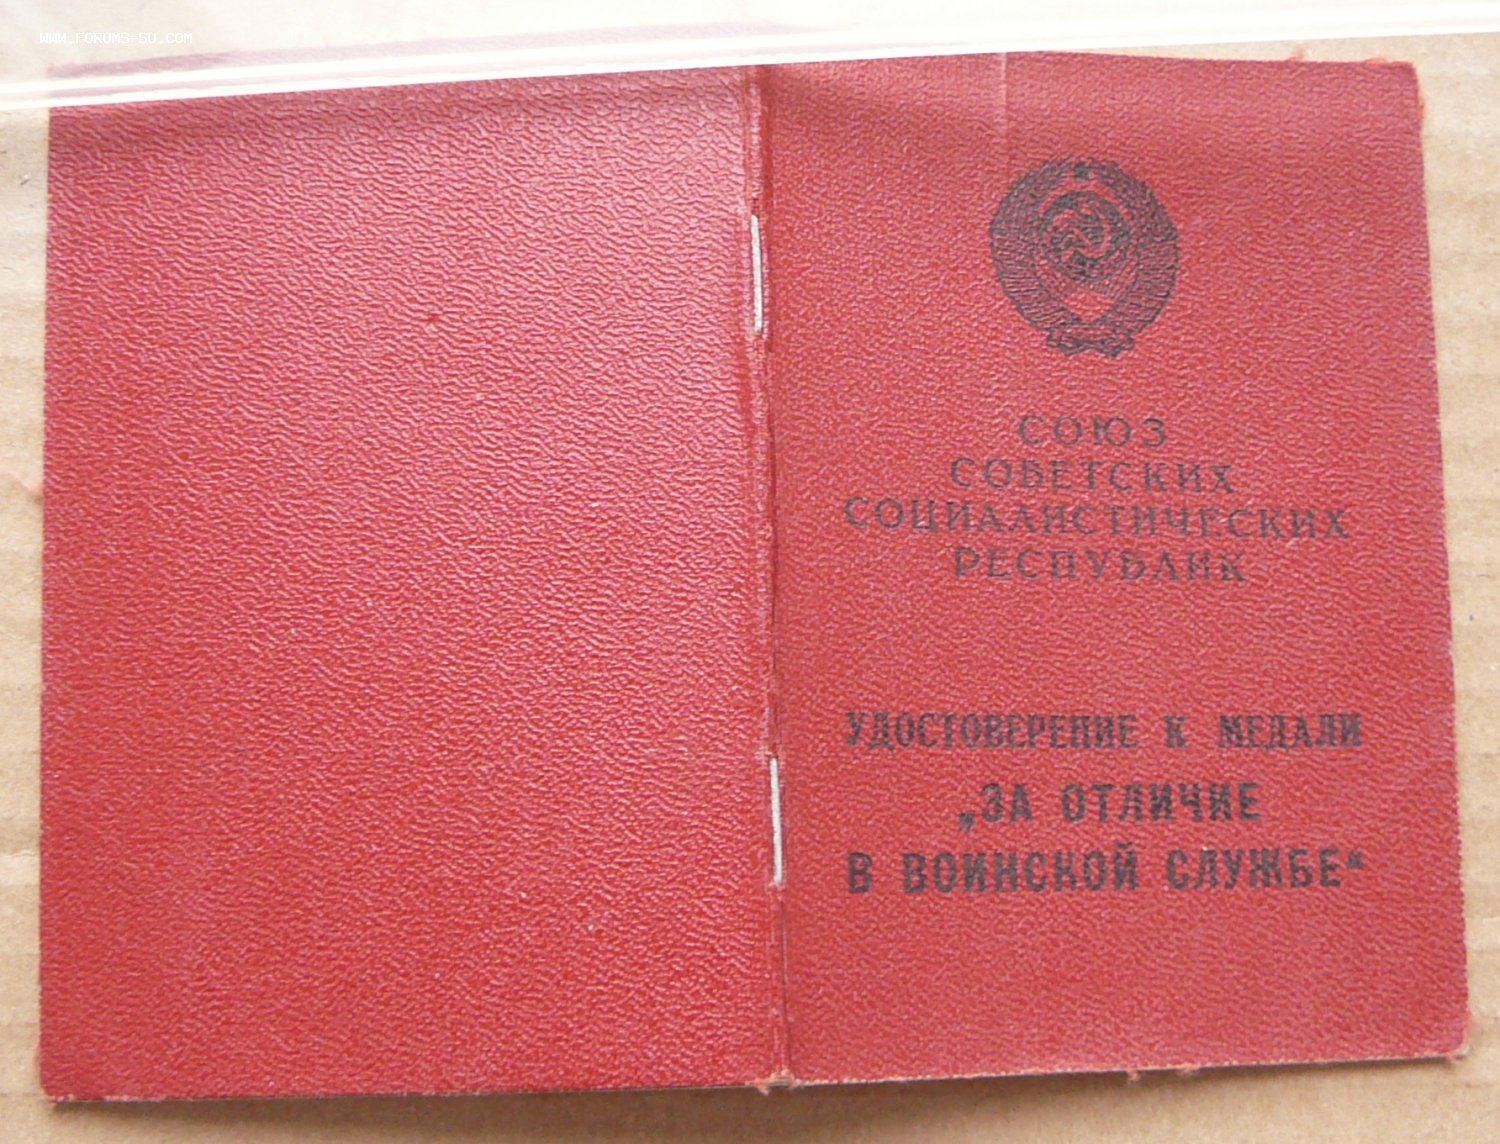 WWW.FORUMS-SU.COM
СОЮЗ
СОВЕТСКИХ
СОЦИАЛИСТИЧЕСКИХ
РЕСПУБЛИК
УДОСТОВЕРЕНИЕ К МЕДАЛИ
„ЗА ОТЛИЧИЕ
В ВОИНСКОЙ СЛУЖБЕ“